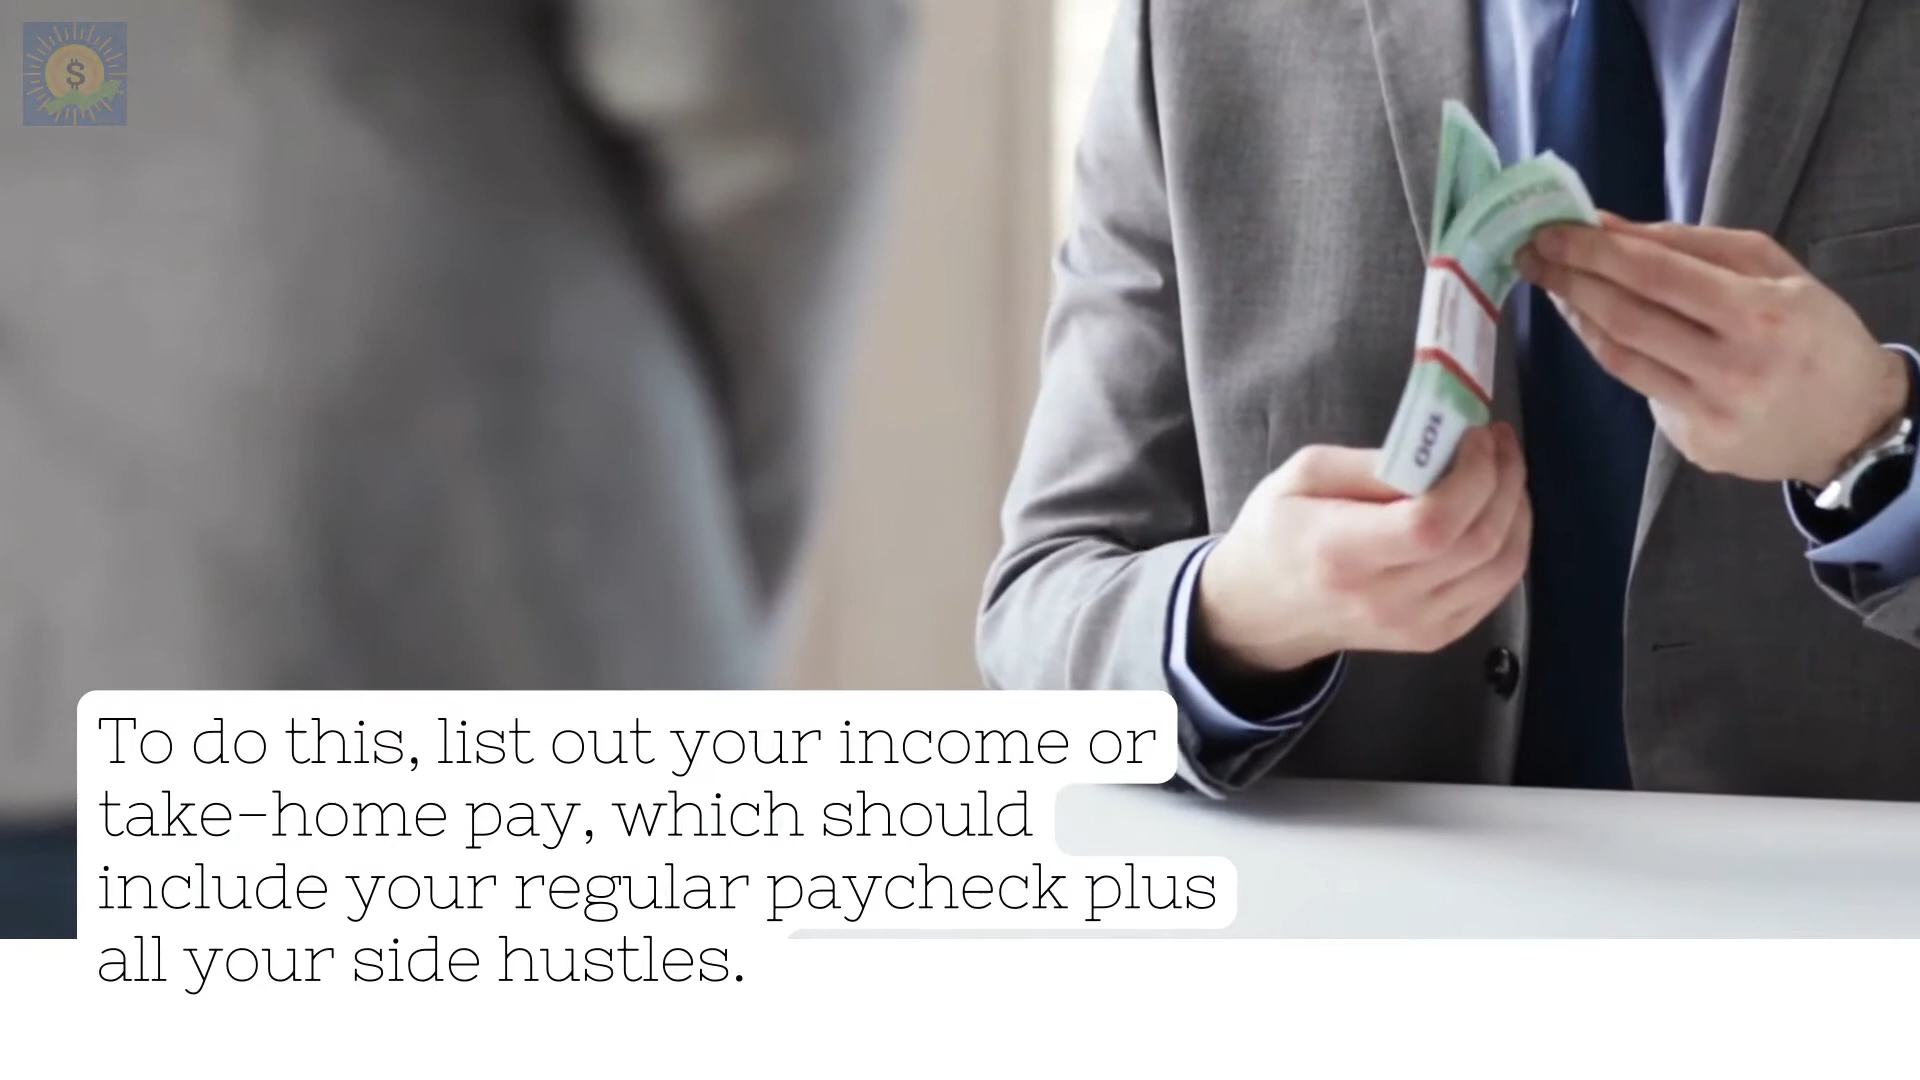 $
To do this, list out your income or
take-home pay, which should
include your regular paycheck plus
all your side hustles.
100